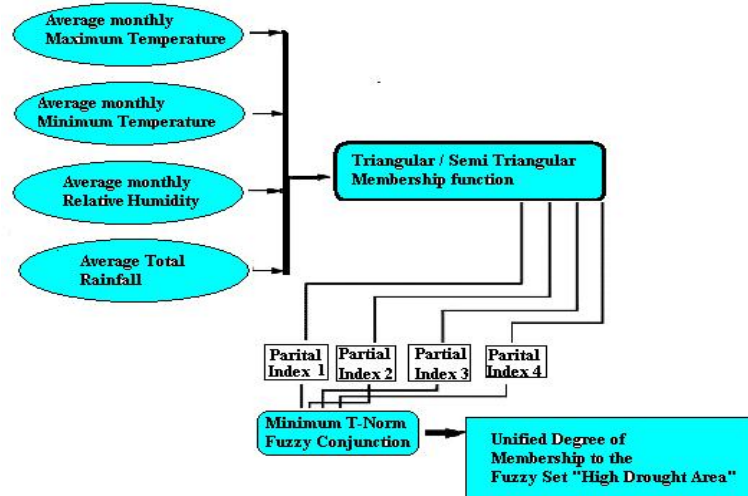 Average monthly
Maximum Temperature
Average monthly
Minimum Temperature
Average monthly
Relative Humidity
Average Total
Rainfall
Triangular / Semi Triangular
Membership function
Parital
Index 1
Partial
Index 2
Partial
Index 3
Parital
Index 4
Minimum T-Norm
Fuzzy Conjunction
Unified Degree of
Membership to the
Fuzzy Set "High Drought Area"